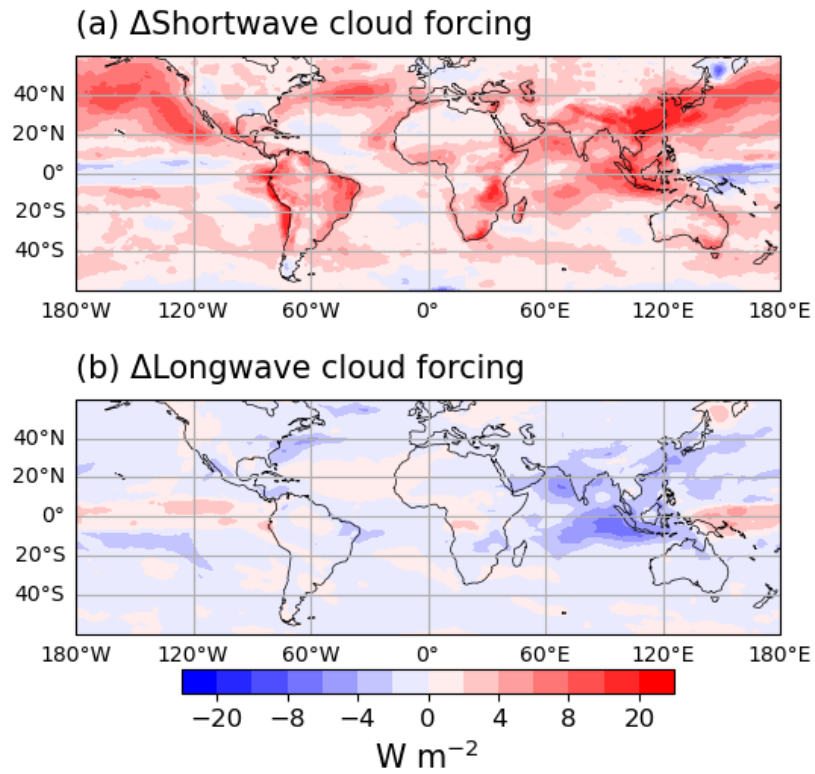 (a) ΔShortwave cloud forcing
40°N
20°N
0°
20°S
40°S
180°W 120°W 60°W 0° 60°E 120°E 180°E
(b) ΔLongwave cloud forcing
40°N
20°N
0°
20°S
40°S
180°W 120°W 60°W 0° 60°E 120°E 180°E
−20 −8 −4 0 4 8 20
W m⁻²